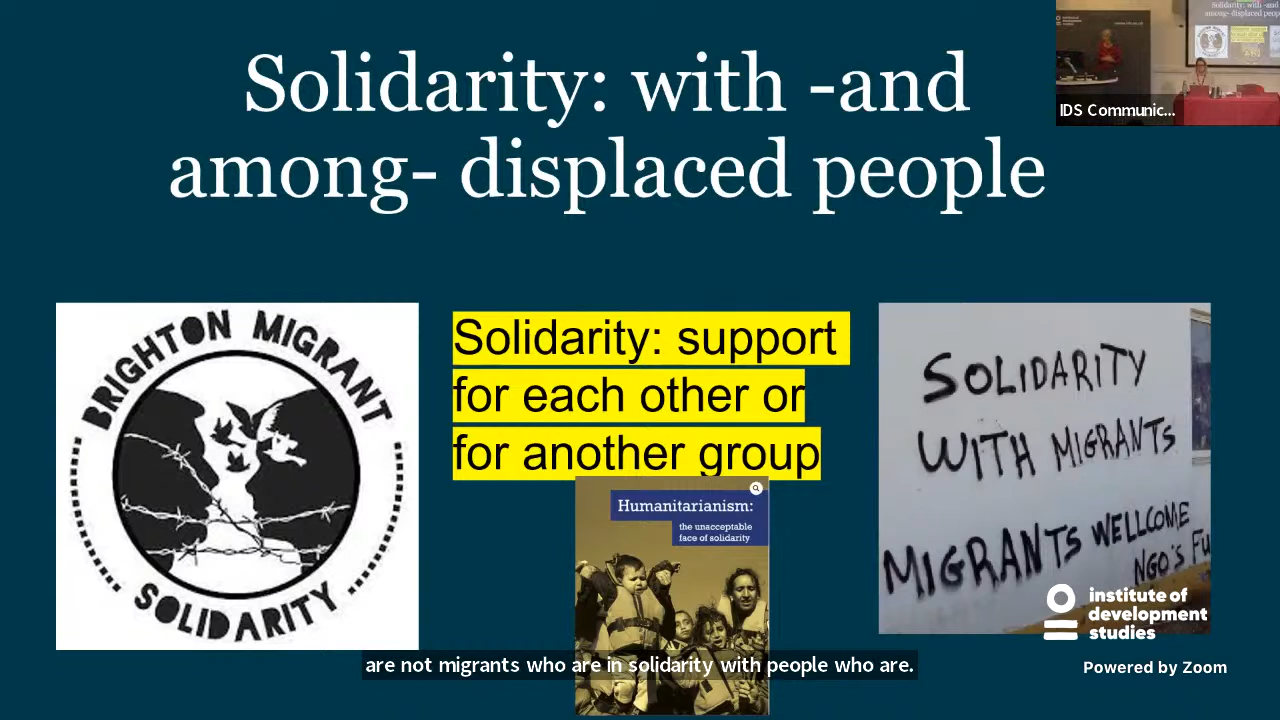 Solidarity: with -and
among- displaced people
IDS Communic...
BRIGHTON MIGRANT
SOLIDARITY
Solidarity: support
for each other or
for another group
Humanitarianism:
the unacceptable
face of solidarity
SOLIDARITY
WITH MIGRANTS
MIGRANTS WELLCOME
NGO'S FU
institute of
development
studies
are not migrants who are in solidarity with people who are.
Powered by Zoom